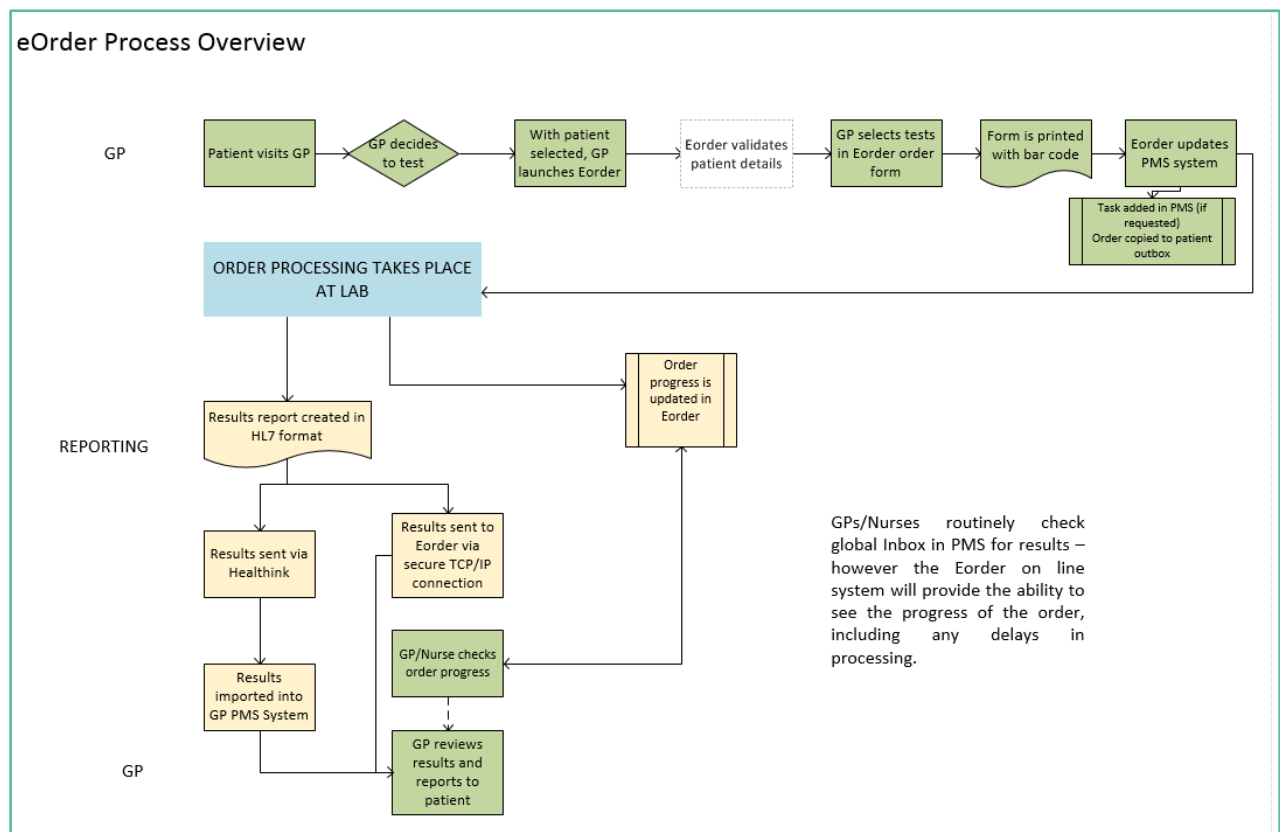 eOrder Process Overview
GP
Patient visits GP
GP decides
to test
With patient
selected, GP
launches Eorder
Eorder validates
patient details
GP selects tests
in Eorder order
form
Form is printed
with bar code
Eorder updates
PMS system
Task added in PMS (if
requested)
Order copied to patient
outbox
ORDER PROCESSING TAKES PLACE
AT LAB
Order
progress is
updated in
Eorder
REPORTING
Results report created in
HL7 format
Results sent via
Healthink
Results sent to
Eorder via
secure TCP/IP
connection
GPs/Nurses routinely check
global Inbox in PMS for results –
however the Eorder on line
system will provide the ability to
see the progress of the order,
including any delays in
processing.
GP/Nurse checks
order progress
Results
imported into
GP PMS System
GP
GP reviews
results and
reports to
patient